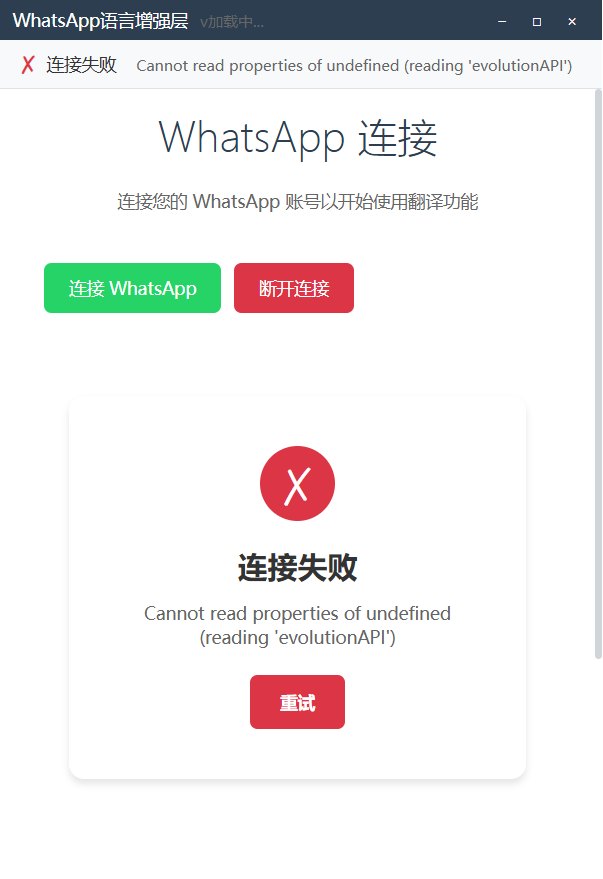 WhatsApp语言增强层 v加载中...
✗ 连接失败 Cannot read properties of undefined (reading 'evolutionAPI')
WhatsApp 连接
连接您的 WhatsApp 账号以开始使用翻译功能
连接 WhatsApp 断开连接
✗
连接失败
Cannot read properties of undefined
(reading 'evolutionAPI')
重试